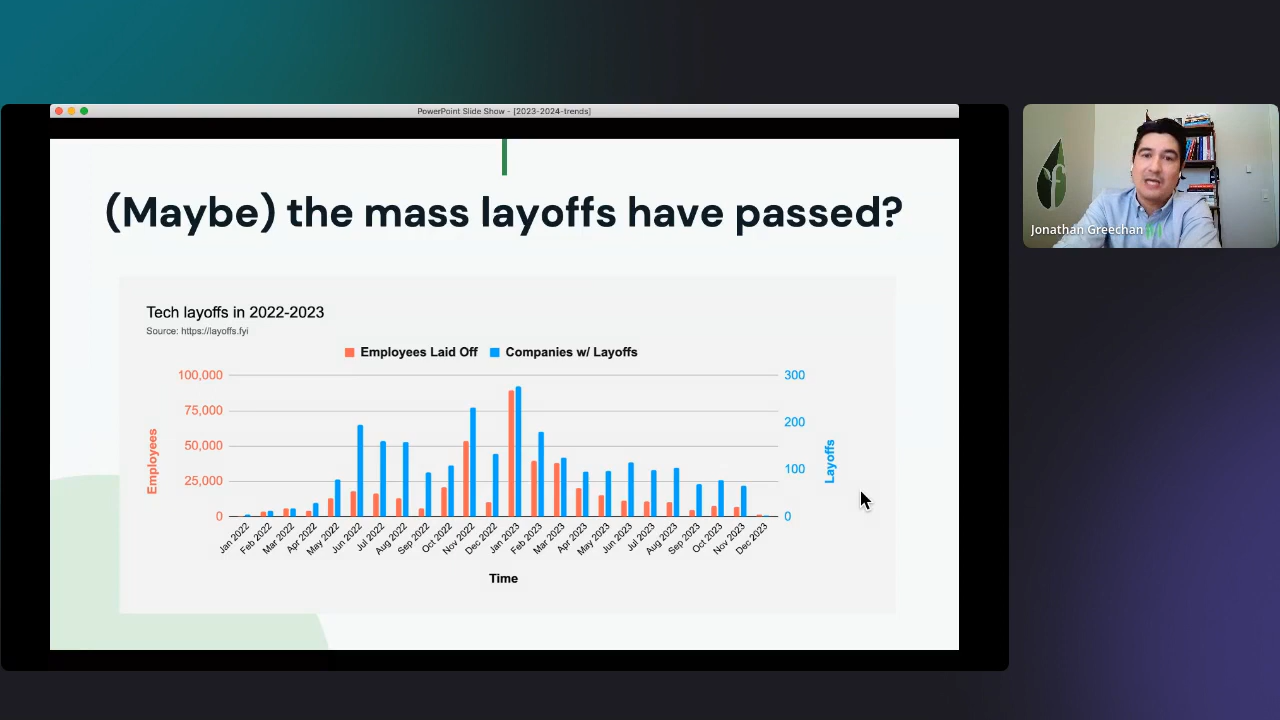 PowerPoint Slide Show - [2023-2024-trends]
(Maybe) the mass layoffs have passed?
Tech layoffs in 2022-2023
Source: https://layoffs.fyi
Employees Laid Off
Companies w/ Layoffs
100,000
75,000
50,000
25,000
0
Employees
300
200
100
0
Layoffs
Jan 2022
Feb 2022
Mar 2022
Apr 2022
May 2022
Jun 2022
Jul 2022
Aug 2022
Sep 2022
Oct 2022
Nov 2022
Dec 2022
Jan 2023
Feb 2023
Mar 2023
Apr 2023
May 2023
Jun 2023
Jul 2023
Aug 2023
Sep 2023
Oct 2023
Nov 2023
Dec 2023
Time
Jonathan Greechan